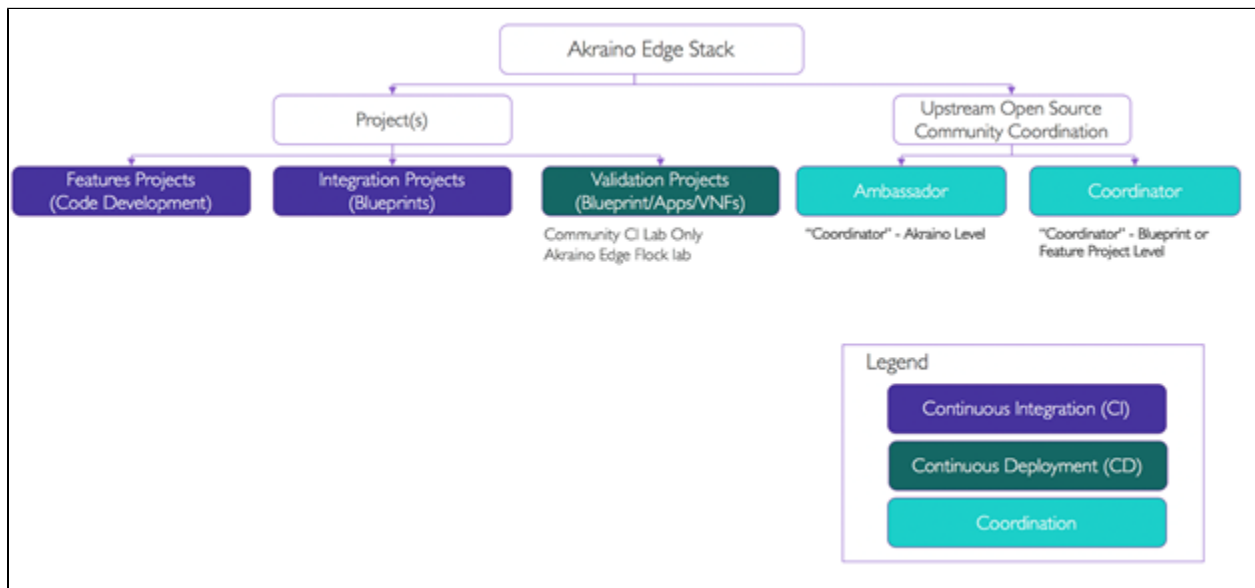 Akraino Edge Stack
Project(s)
Upstream Open Source
Community Coordination
Features Projects
(Code Development)
Integration Projects
(Blueprints)
Validation Projects
(Blueprint/Apps/VNFs)
Ambassador
Coordinator
Community CI Lab Only
Akraino Edge Flock lab
"Coordinator" - Akraino Level
"Coordinator" - Blueprint or
Feature Project Level
Legend
Continuous Integration (CI)
Continuous Deployment (CD)
Coordination